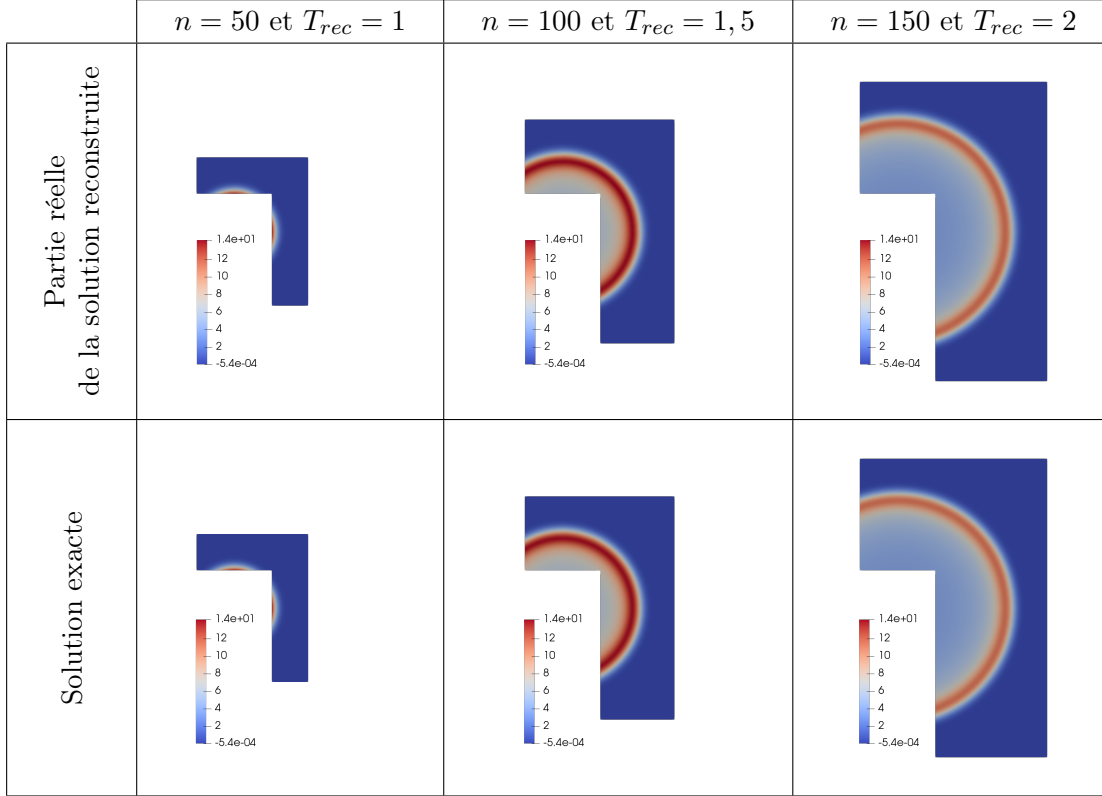 n = 50 et T_rec = 1
n = 100 et T_rec = 1, 5
n = 150 et T_rec = 2
Partie réelle
de la solution reconstruite
1.4e+01
12
10
8
6
4
2
-5.4e-04
1.4e+01
12
10
8
6
4
2
-5.4e-04
1.4e+01
12
10
8
6
4
2
-5.4e-04
Solution exacte
1.4e+01
12
10
8
6
4
2
-5.4e-04
1.4e+01
12
10
8
6
4
2
-5.4e-04
1.4e+01
12
10
8
6
4
2
-5.4e-04